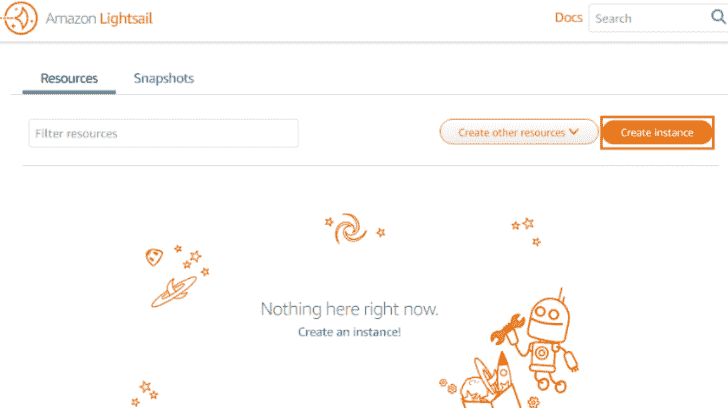 Amazon Lightsail
Docs
Search
Resources
Snapshots
Filter resources
Create other resources
Create instance
Nothing here right now.
Create an instance!